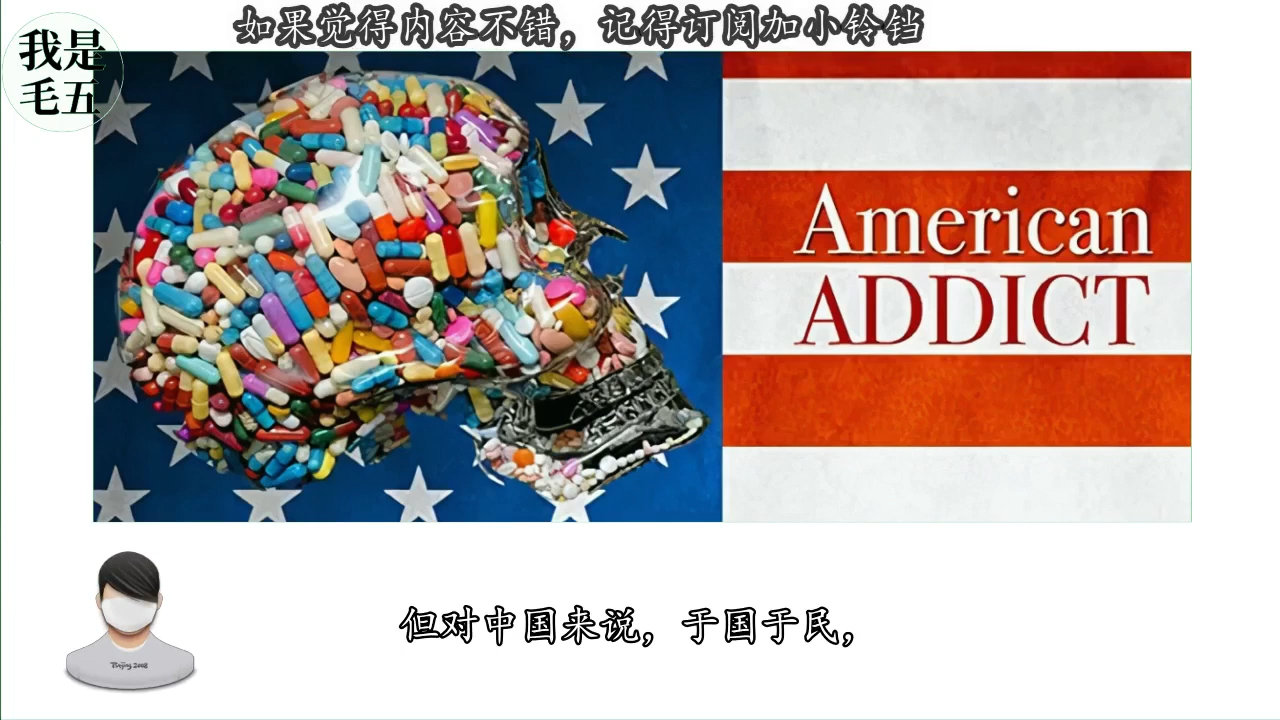 如果觉得内容不错，记得订阅加小铃铛
我是
毛五
American
ADDICT
但对中国来说，于国于民，